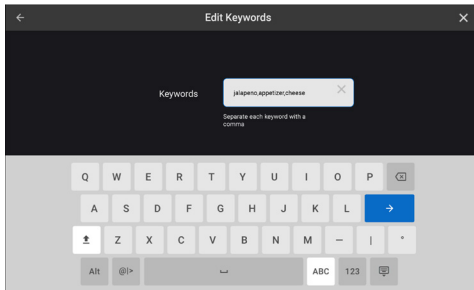 Edit Keywords
Keywords
jalapeno,appetizer,cheese
Separate each keyword with a
comma
Q W E R T Y U I O P
A S D F G H J K L
Z X C V B N M – | °
Alt @|> ABC 123